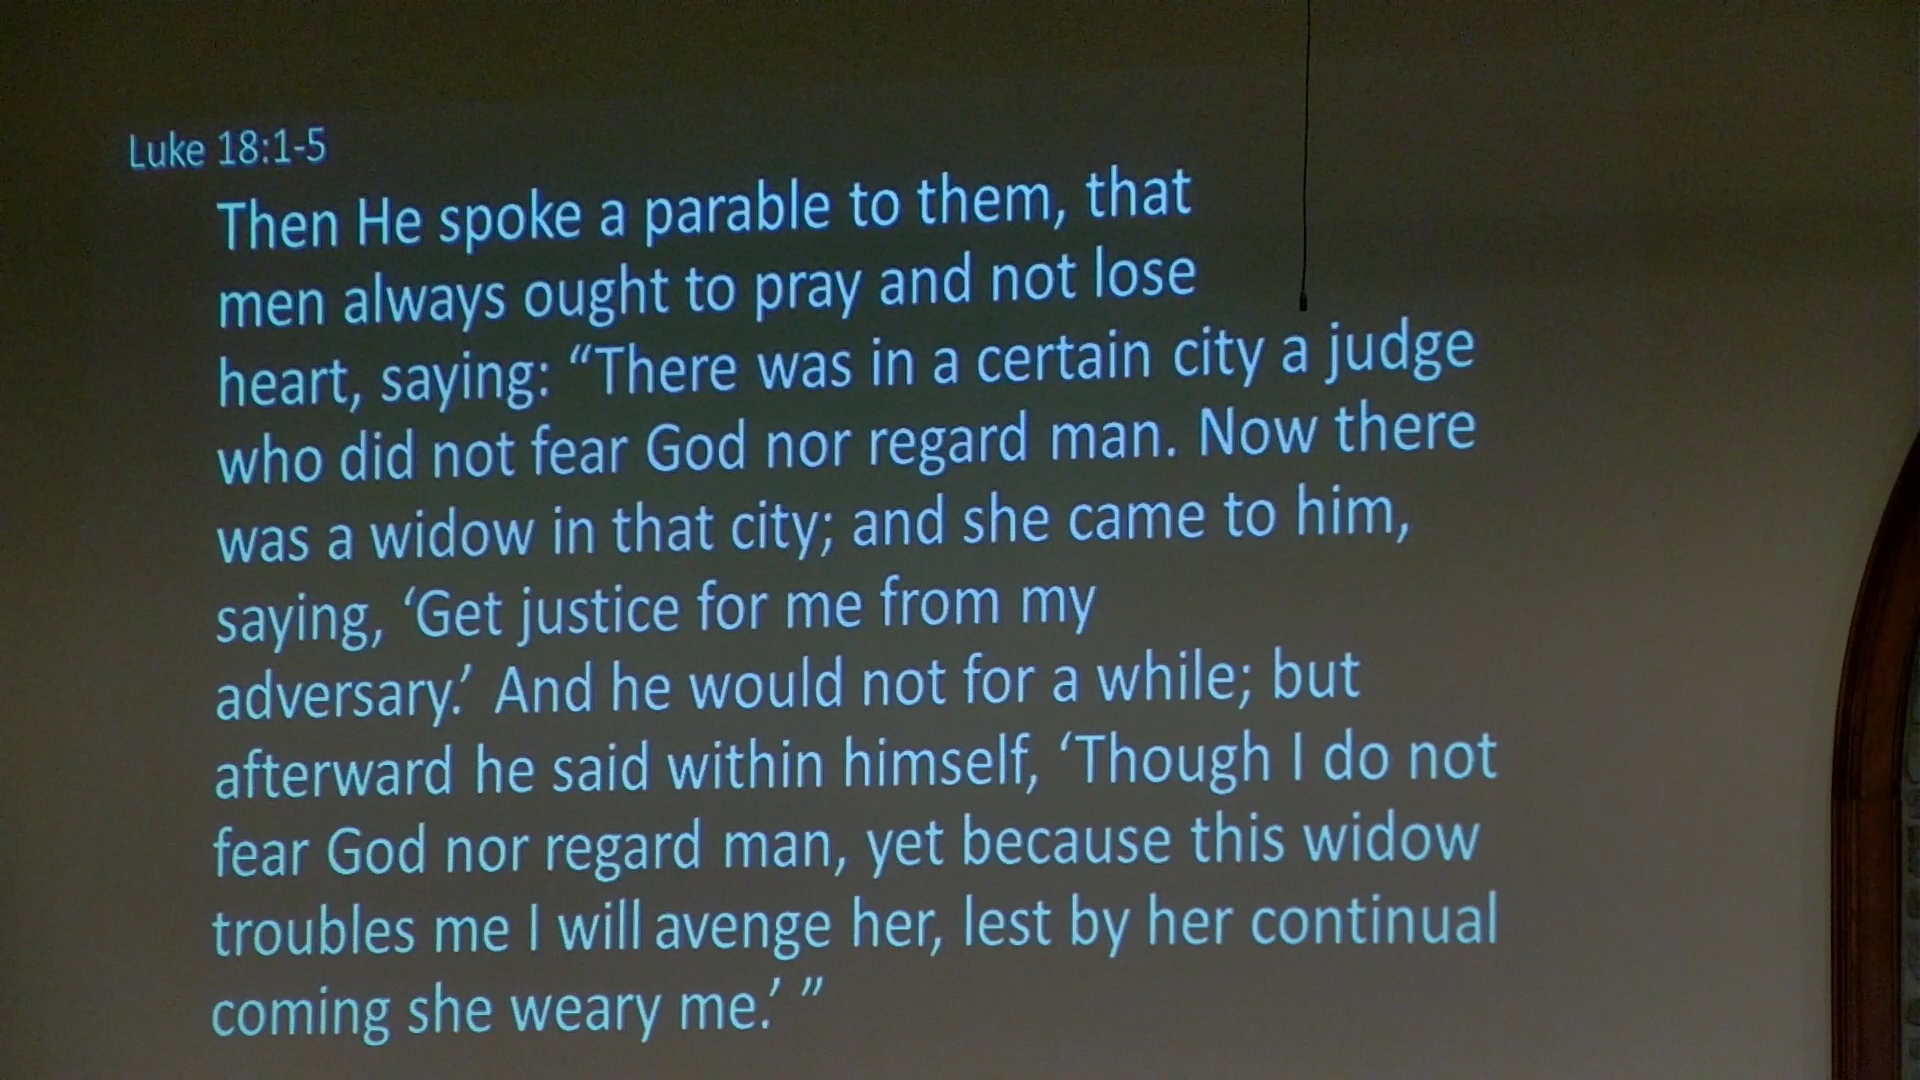 Luke 18:1-5
Then He spoke a parable to them, that
men always ought to pray and not lose
heart, saying: “There was in a certain city a judge
who did not fear God nor regard man. Now there
was a widow in that city; and she came to him,
saying, ‘Get justice for me from my
adversary.’ And he would not for a while; but
afterward he said within himself, ‘Though I do not
fear God nor regard man, yet because this widow
troubles me I will avenge her, lest by her continual
coming she weary me.’ ”